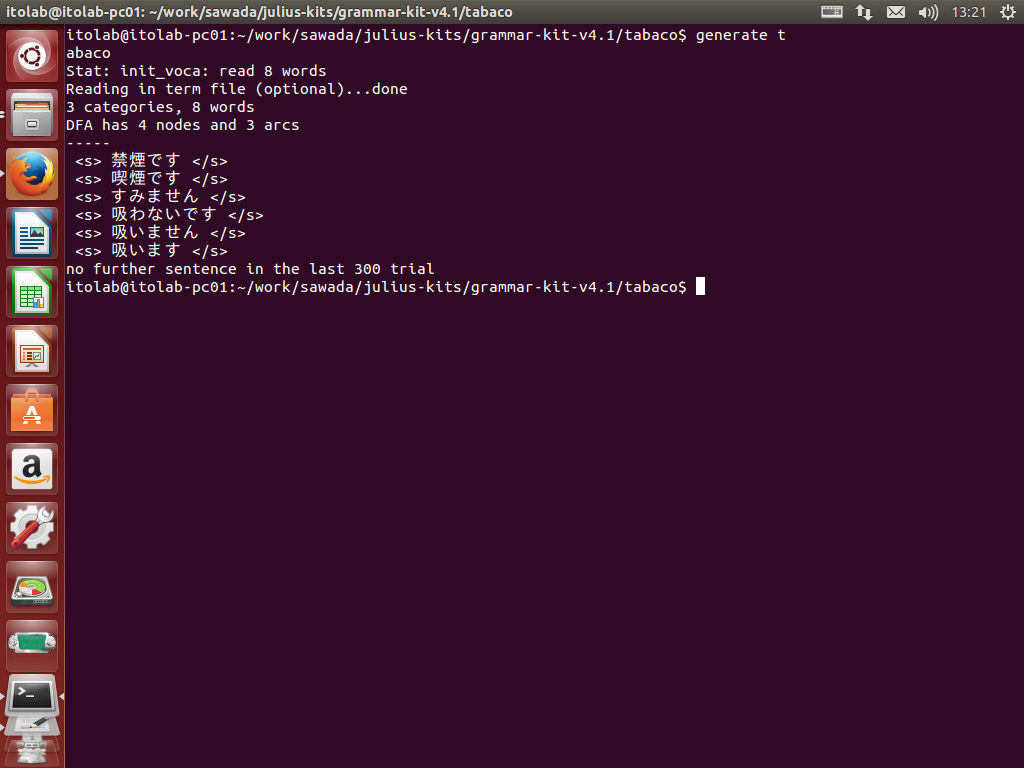 itolab@itolab-pc01: ~/work/sawada/julius-kits/grammar-kit-v4.1/tabaco
13:21
itolab@itolab-pc01:~/work/sawada/julius-kits/grammar-kit-v4.1/tabaco$ generate t
abaco
Stat: init_voca: read 8 words
Reading in term file (optional)...done
3 categories, 8 words
DFA has 4 nodes and 3 arcs
-----
<s> 禁煙です </s>
<s> 喫煙です </s>
<s> すみません </s>
<s> 吸わないです </s>
<s> 吸いません </s>
<s> 吸います </s>
no further sentence in the last 300 trial
itolab@itolab-pc01:~/work/sawada/julius-kits/grammar-kit-v4.1/tabaco$